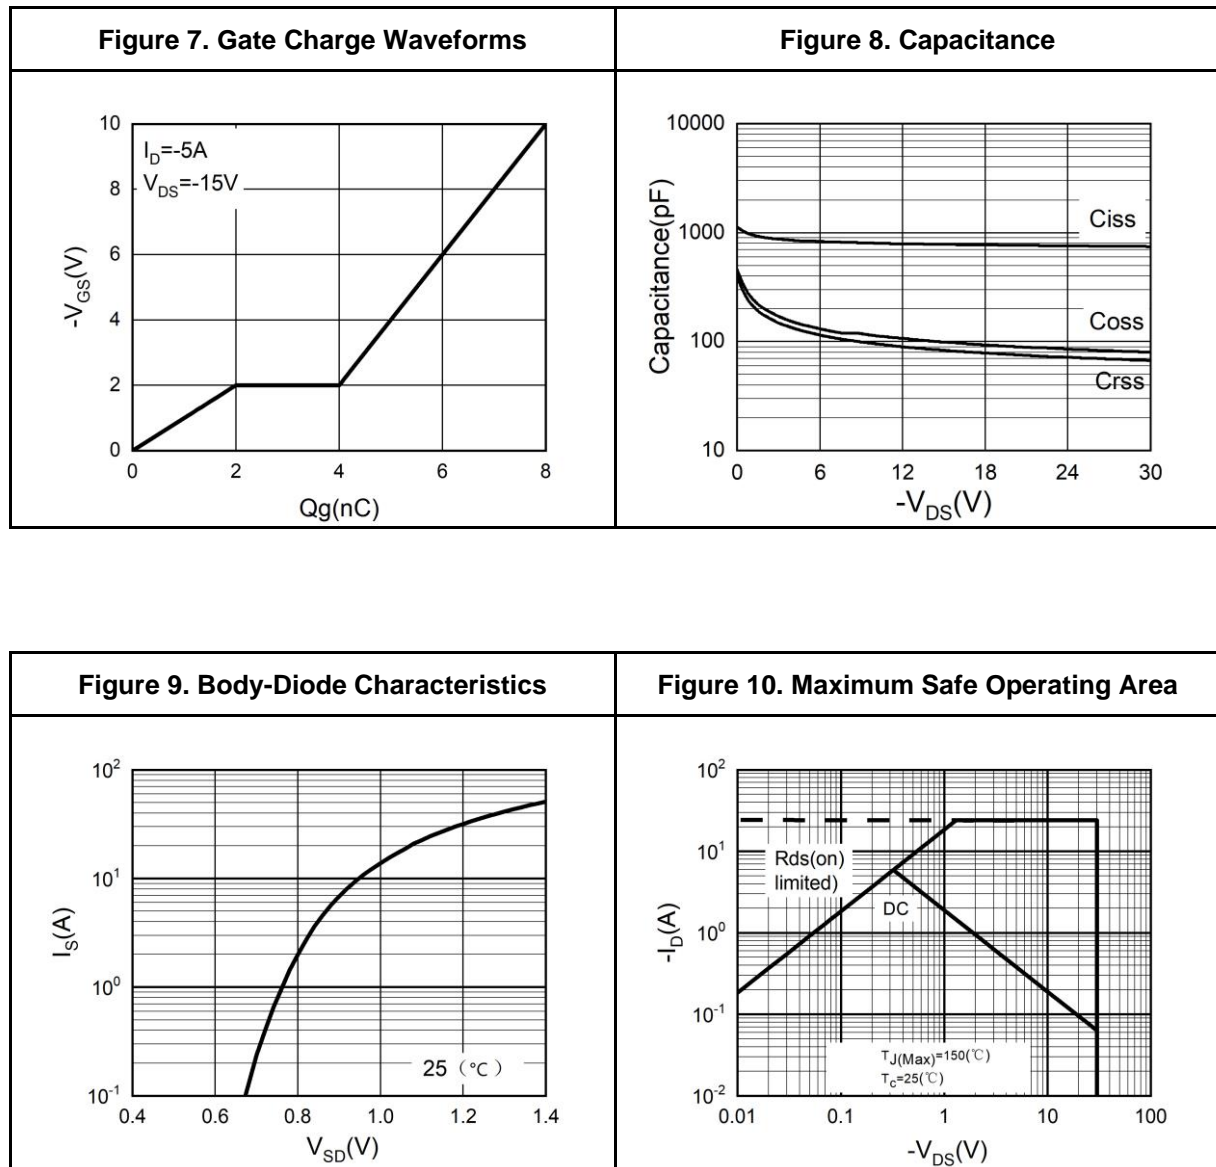 Figure 7. Gate Charge Waveforms
Figure 8. Capacitance
10
8
6
4
2
0
-V_GS(V)
I_D=-5A
V_DS=-15V
0 2 4 6 8
Qg(nC)
10000
1000
100
10
Capacitance(pF)
Ciss
Coss
Crss
0 6 12 18 24 30
-V_DS(V)
Figure 9. Body-Diode Characteristics
Figure 10. Maximum Safe Operating Area
10^2
10^1
10^0
10^-1
I_S(A)
25（℃）
0.4 0.6 0.8 1.0 1.2 1.4
V_SD(V)
10^2
10^1
10^0
10^-1
10^-2
-I_D(A)
Rds(on)
limited)
DC
T_J(Max)=150(℃)
T_c=25(℃)
0.01 0.1 1 10 100
-V_DS(V)